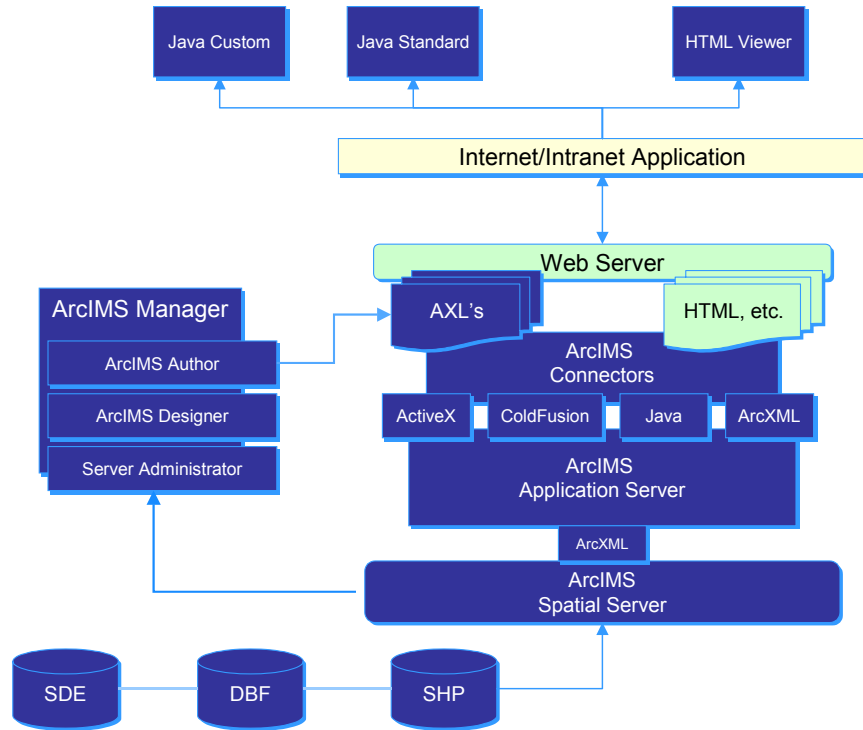 Java Custom
Java Standard
HTML Viewer
Internet/Intranet Application
Web Server
AXL's
HTML, etc.
ArcIMS Manager
ArcIMS Author
ArcIMS Designer
Server Administrator
ArcIMS
Connectors
ActiveX
ColdFusion
Java
ArcXML
ArcIMS
Application Server
ArcXML
ArcIMS
Spatial Server
SDE
DBF
SHP